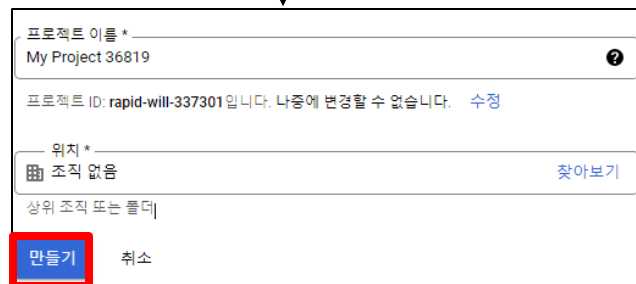 프로젝트 이름 *
My Project 36819
프로젝트 ID: rapid-will-337301입니다. 나중에 변경할 수 없습니다. 수정
위치 *
조직 없음 찾아보기
상위 조직 또는 폴더
만들기 취소